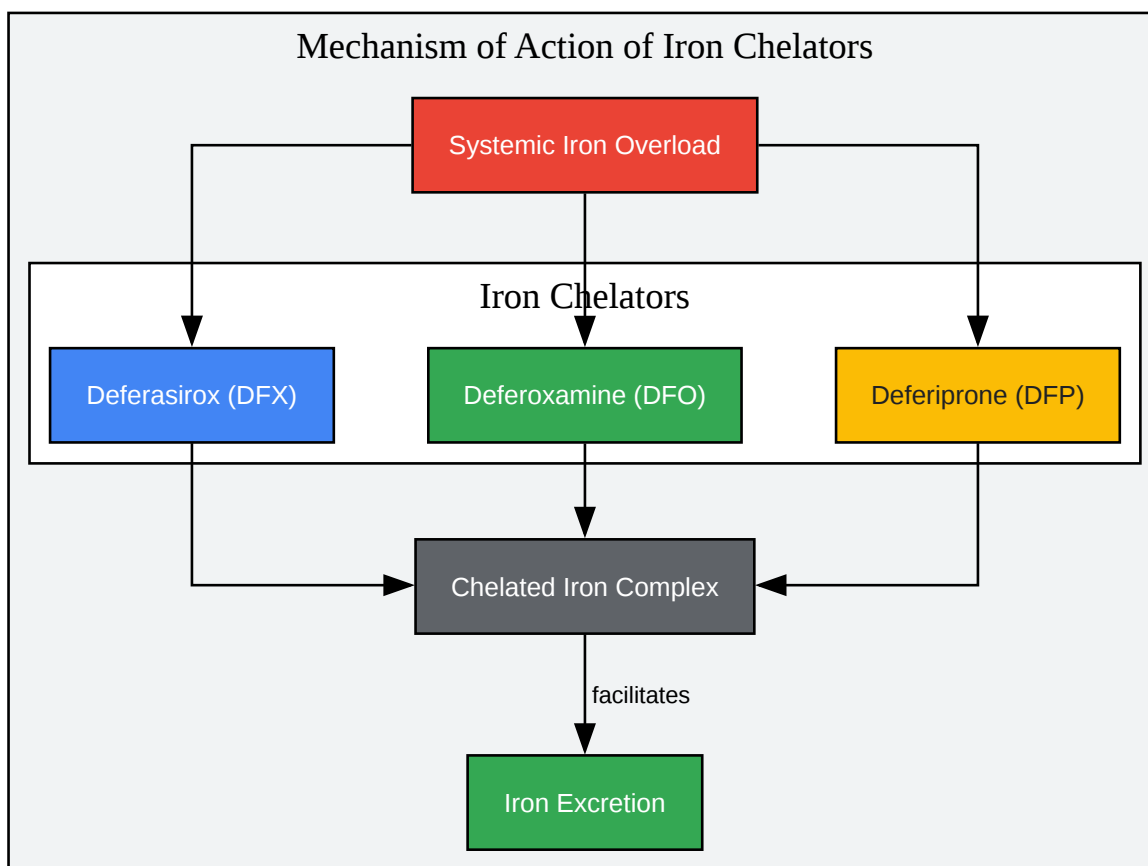 Mechanism of Action of Iron Chelators
Systemic Iron Overload
Iron Chelators
Deferasirox (DFX)
Deferoxamine (DFO)
Deferiprone (DFP)
Chelated Iron Complex
facilitates
Iron Excretion